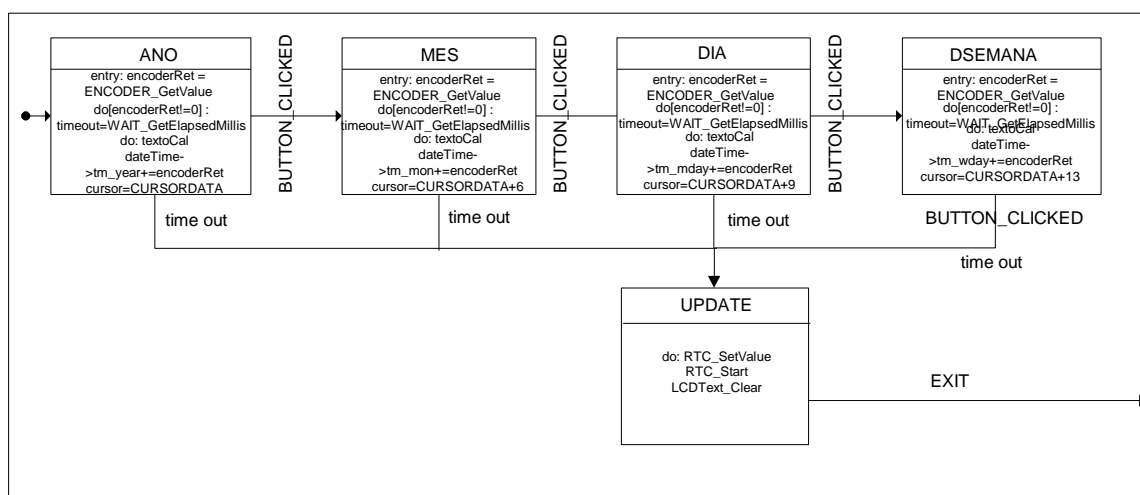 ANO
entry: encoderRet =
ENCODER_GetValue
do[encoderRet!=0] :
timeout=WAIT_GetElapsedMillis
do: textoCal
dateTime-
>tm_year+=encoderRet
cursor=CURSORDATA
BUTTON_CLICKED
MES
entry: encoderRet =
ENCODER_GetValue
do[encoderRet!=0] :
timeout=WAIT_GetElapsedMillis
do: textoCal
dateTime-
>tm_mon+=encoderRet
cursor=CURSORDATA+6
BUTTON_CLICKED
DIA
entry: encoderRet =
ENCODER_GetValue
do[encoderRet!=0] :
timeout=WAIT_GetElapsedMillis
do: textoCal
dateTime-
>tm_mday+=encoderRet
cursor=CURSORDATA+9
BUTTON_CLICKED
DSEMANA
entry: encoderRet =
ENCODER_GetValue
do[encoderRet!=0] :
timeout=WAIT_GetElapsedMillis
do: textoCal
dateTime-
>tm_wday+=encoderRet
cursor=CURSORDATA+13
time out
time out
time out
BUTTON_CLICKED
time out
UPDATE
do: RTC_SetValue
RTC_Start
LCDText_Clear
EXIT